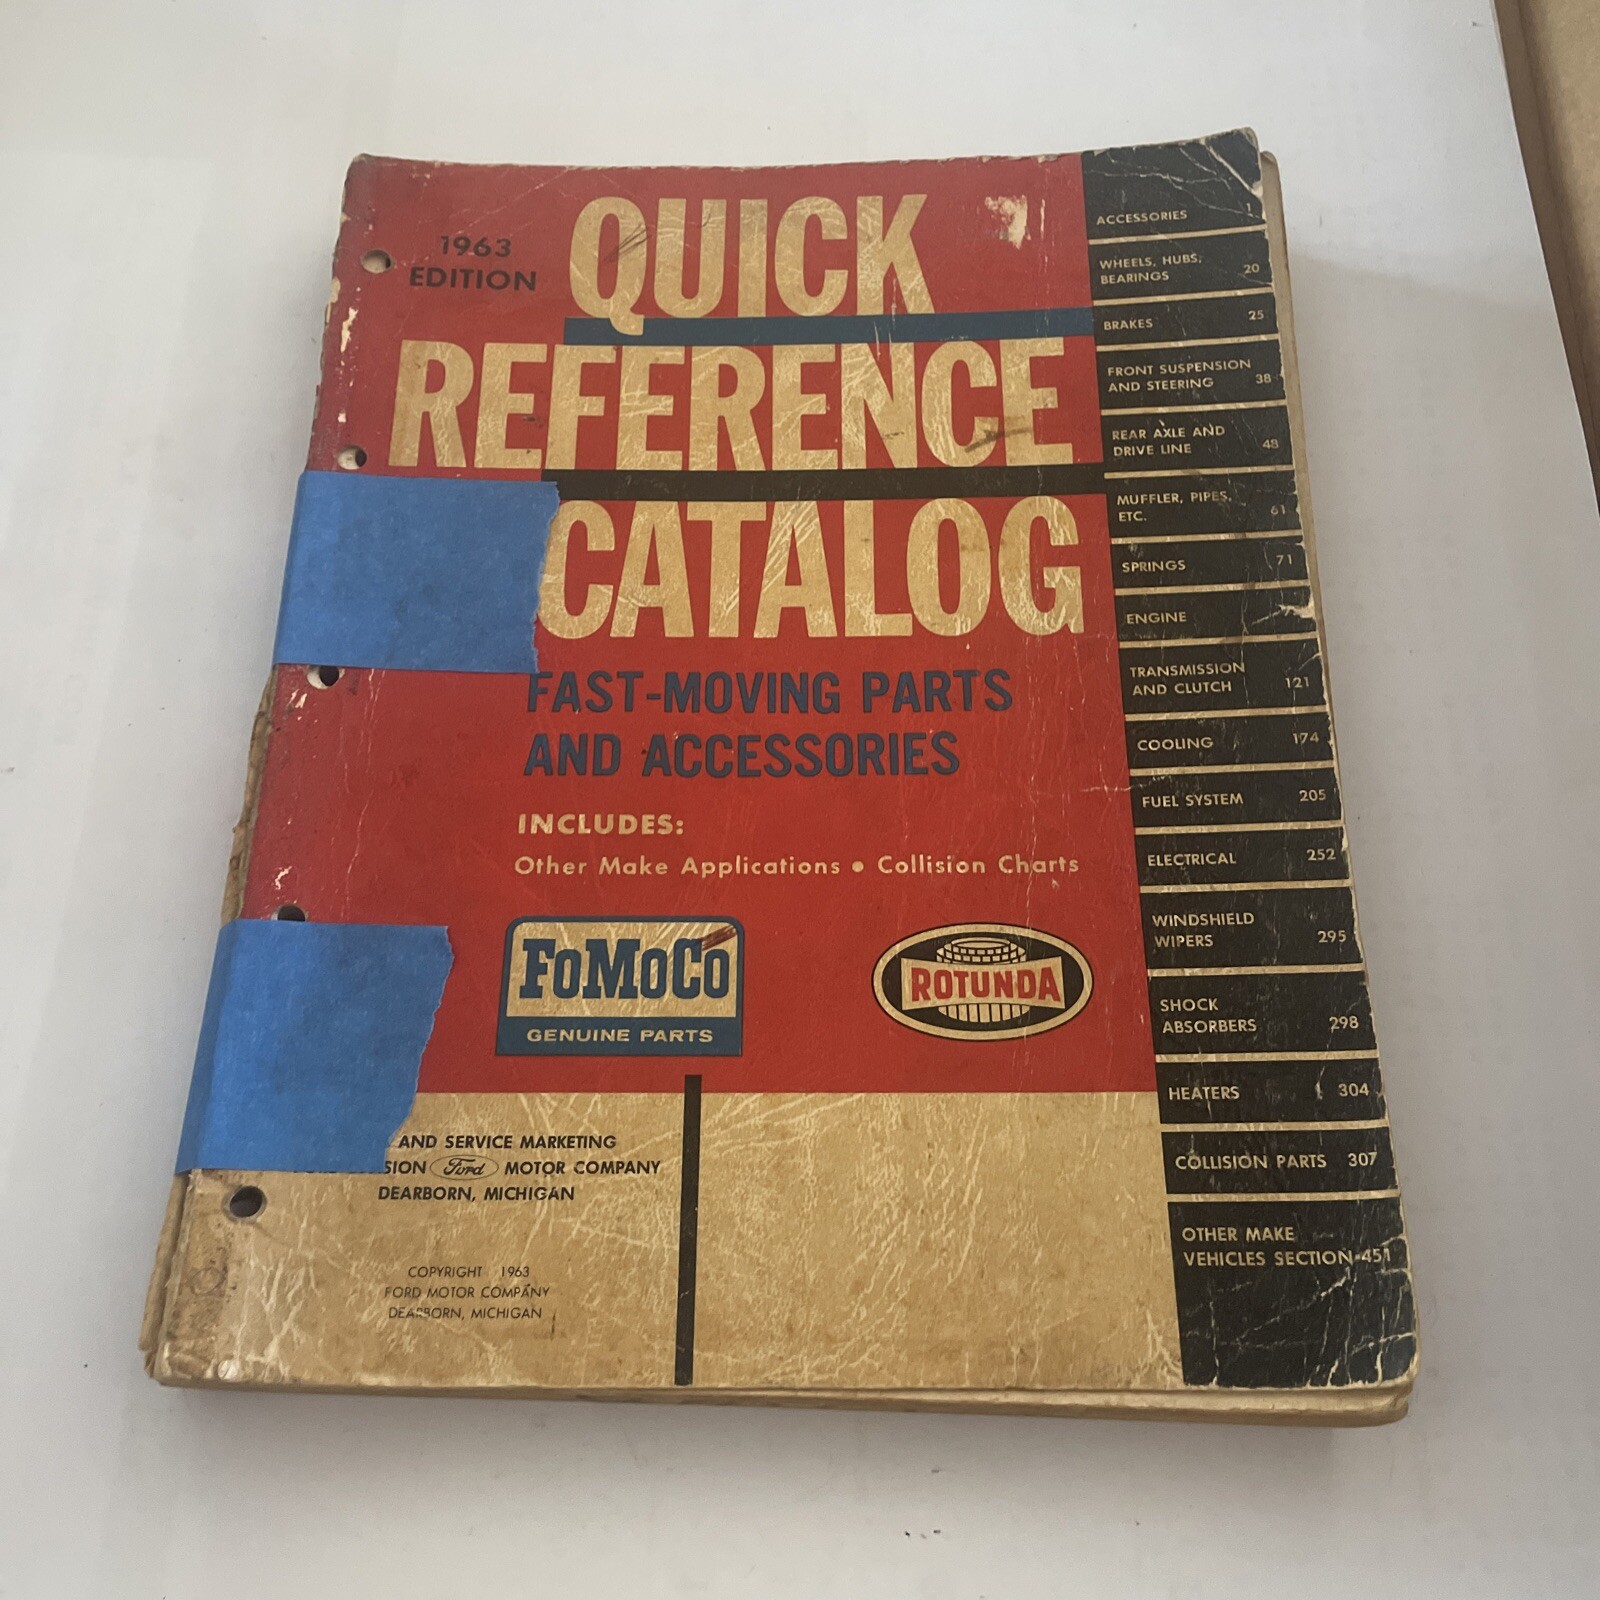 1963
EDITION
QUICK
REFERENCE
CATALOG
FAST-MOVING PARTS
AND ACCESSORIES
INCLUDES:
Other Make Applications • Collision Charts
FoMoCo
GENUINE PARTS
ROTUNDA
AND SERVICE MARKETING
Ford MOTOR COMPANY
DEARBORN, MICHIGAN
COPYRIGHT 1963
FORD MOTOR COMPANY
DEARBORN, MICHIGAN
ACCESSORIES 1
WHEELS, HUBS,
BEARINGS 20
BRAKES 25
FRONT SUSPENSION
AND STEERING 38
REAR AXLE AND
DRIVE LINE 48
MUFFLER, PIPES,
ETC. 61
SPRINGS 71
ENGINE
TRANSMISSION
AND CLUTCH 121
COOLING 174
FUEL SYSTEM 205
ELECTRICAL 252
WINDSHIELD
WIPERS 295
SHOCK
ABSORBERS 298
HEATERS 304
COLLISION PARTS 307
OTHER MAKE
VEHICLES SECTION-451